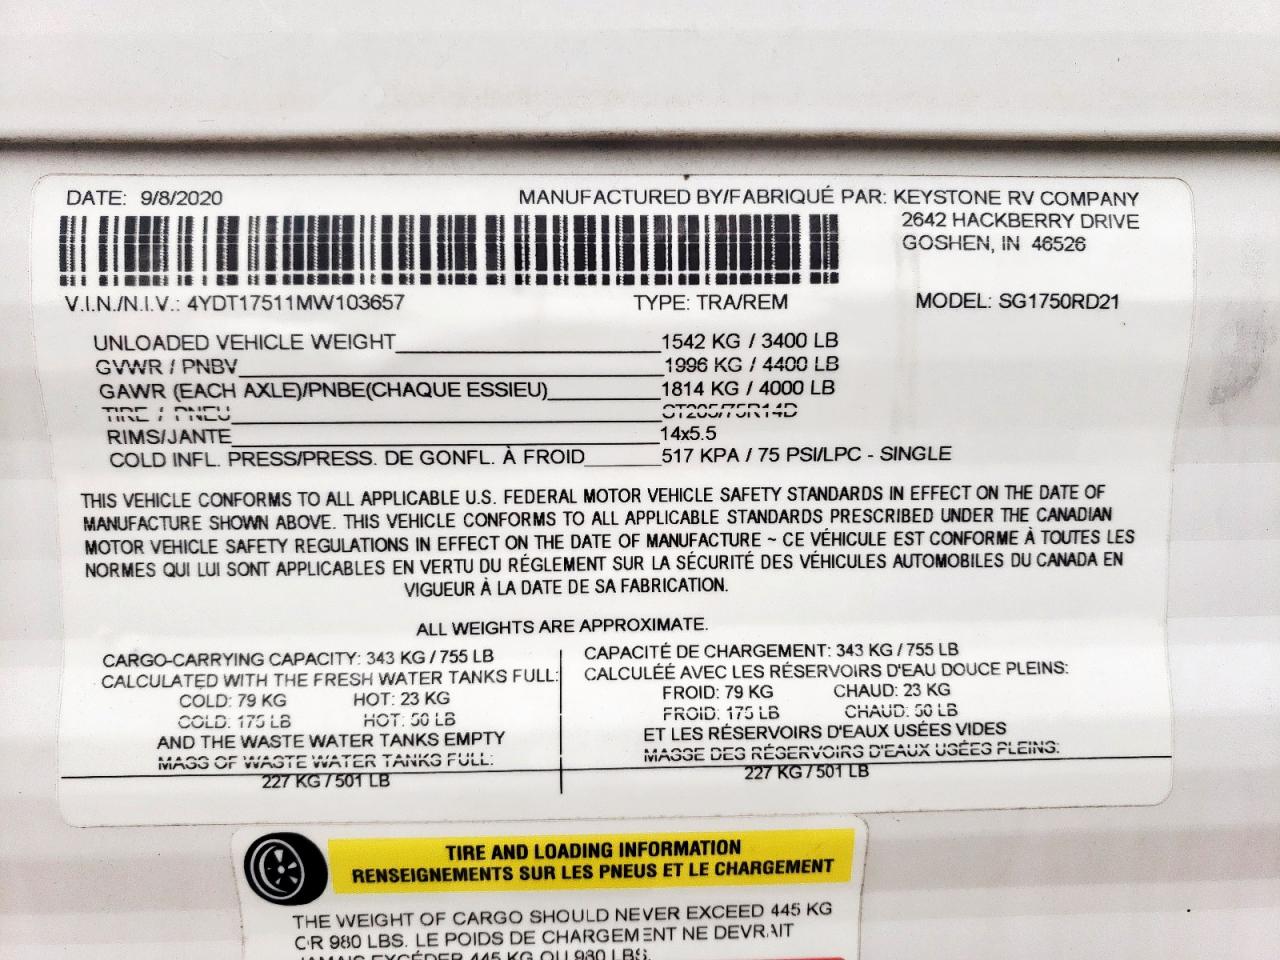 DATE: 9/8/2020 MANUFACTURED BY/FABRIQUÉ PAR: KEYSTONE RV COMPANY
2642 HACKBERRY DRIVE
GOSHEN, IN 46526
V.I.N./N.I.V.: 4YDT17511MW103657 TYPE: TRA/REM MODEL: SG1750RD21
UNLOADED VEHICLE WEIGHT 1542 KG / 3400 LB
GVWR / PNBV 1996 KG / 4400 LB
GAWR (EACH AXLE)/PNBE(CHAQUE ESSIEU) 1814 KG / 4000 LB
TIRE / PNEU ST205/75R14D
RIMS/JANTE 14x5.5
COLD INFL. PRESS/PRESS. DE GONFL. À FROID 517 KPA / 75 PSI/LPC - SINGLE
THIS VEHICLE CONFORMS TO ALL APPLICABLE U.S. FEDERAL MOTOR VEHICLE SAFETY STANDARDS IN EFFECT ON THE DATE OF
MANUFACTURE SHOWN ABOVE. THIS VEHICLE CONFORMS TO ALL APPLICABLE STANDARDS PRESCRIBED UNDER THE CANADIAN
MOTOR VEHICLE SAFETY REGULATIONS IN EFFECT ON THE DATE OF MANUFACTURE ~ CE VÉHICULE EST CONFORME À TOUTES LES
NORMES QUI LUI SONT APPLICABLES EN VERTU DU RÉGLEMENT SUR LA SÉCURITÉ DES VÉHICULES AUTOMOBILES DU CANADA EN
VIGUEUR À LA DATE DE SA FABRICATION.
ALL WEIGHTS ARE APPROXIMATE.
CARGO-CARRYING CAPACITY: 343 KG / 755 LB
CALCULATED WITH THE FRESH WATER TANKS FULL:
COLD: 79 KG HOT: 23 KG
COLD: 175 LB HOT: 50 LB
AND THE WASTE WATER TANKS EMPTY
MASS OF WASTE WATER TANKS FULL:
227 KG / 501 LB
CAPACITÉ DE CHARGEMENT: 343 KG / 755 LB
CALCULÉÉ AVEC LES RÉSERVOIRS D'EAU DOUCE PLEINS:
FROID: 79 KG CHAUD: 23 KG
FROID: 175 LB CHAUD: 50 LB
ET LES RÉSERVOIRS D'EAUX USÉES VIDES
MASSE DES RÉSERVOIRS D'EAUX USÉES PLEINS:
227 KG / 501 LB
TIRE AND LOADING INFORMATION
RENSEIGNEMENTS SUR LES PNEUS ET LE CHARGEMENT
THE WEIGHT OF CARGO SHOULD NEVER EXCEED 445 KG
OR 980 LBS. LE POIDS DE CHARGEMENT NE DEVRAIT
JAMAIS EXCÉDER 445 KG OU 980 LBS.